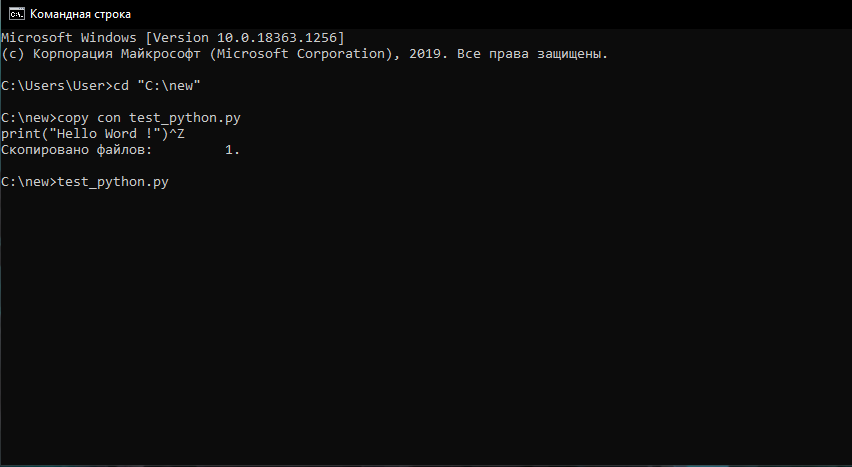 Командная строка
Microsoft Windows [Version 10.0.18363.1256]
(c) Корпорация Майкрософт (Microsoft Corporation), 2019. Все права защищены.
C:\Users\User>cd "C:\new"
C:\new>copy con test_python.py
print("Hello Word !")^Z
Скопировано файлов:         1.
C:\new>test_python.py